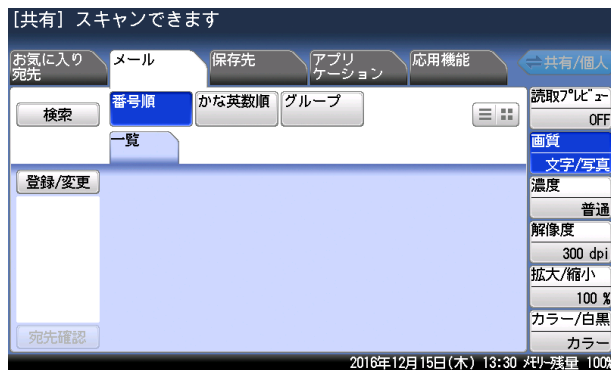 [共有] スキャンできます
お気に入り
宛先
メール
保存先
アプリ
ケーション
応用機能
共有/個人
検索
番号順
かな英数順
グループ
読取プレビュー
OFF
一覧
画質
文字/写真
登録/変更
濃度
普通
解像度
300 dpi
拡大/縮小
100 %
カラー/白黒
カラー
宛先確認
2016年12月15日(木) 13:30 メモリー残量 100%